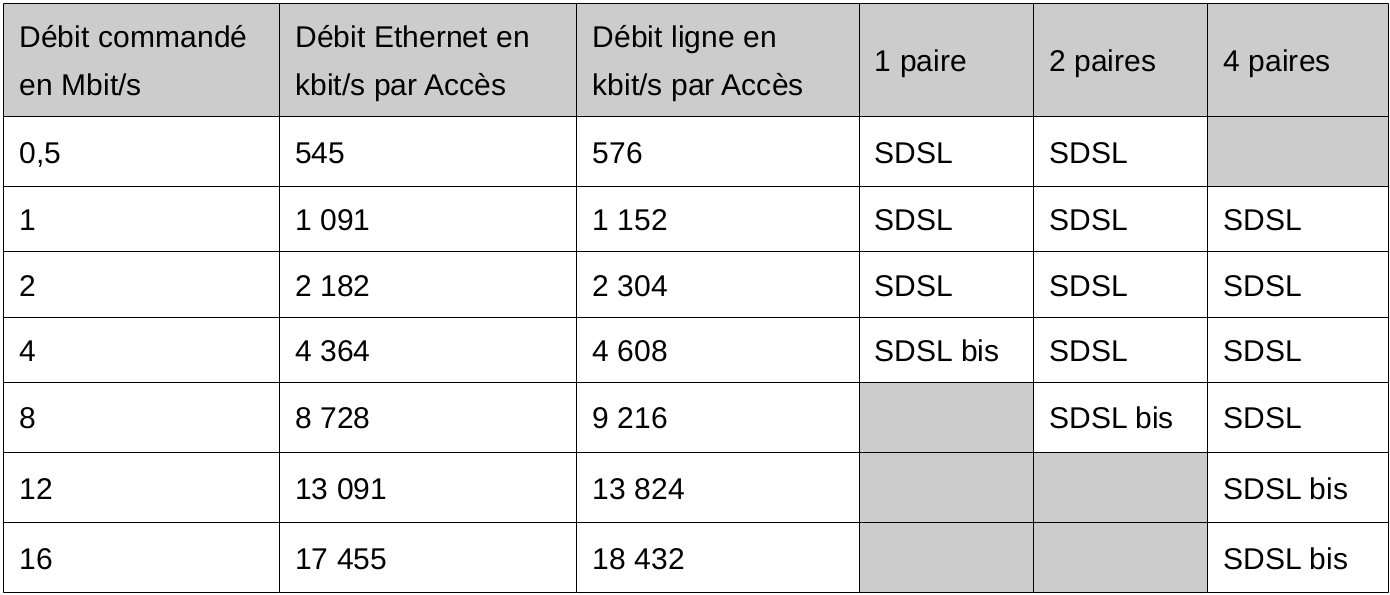 Débit commandé en Mbit/s Débit Ethernet en kbit/s par Accès Débit ligne en kbit/s par Accès 1 paire 2 paires 4 paires
0,5 545 576 SDSL SDSL
1 1 091 1 152 SDSL SDSL SDSL
2 2 182 2 304 SDSL SDSL SDSL
4 4 364 4 608 SDSL bis SDSL SDSL
8 8 728 9 216 SDSL bis SDSL
12 13 091 13 824 SDSL bis
16 17 455 18 432 SDSL bis